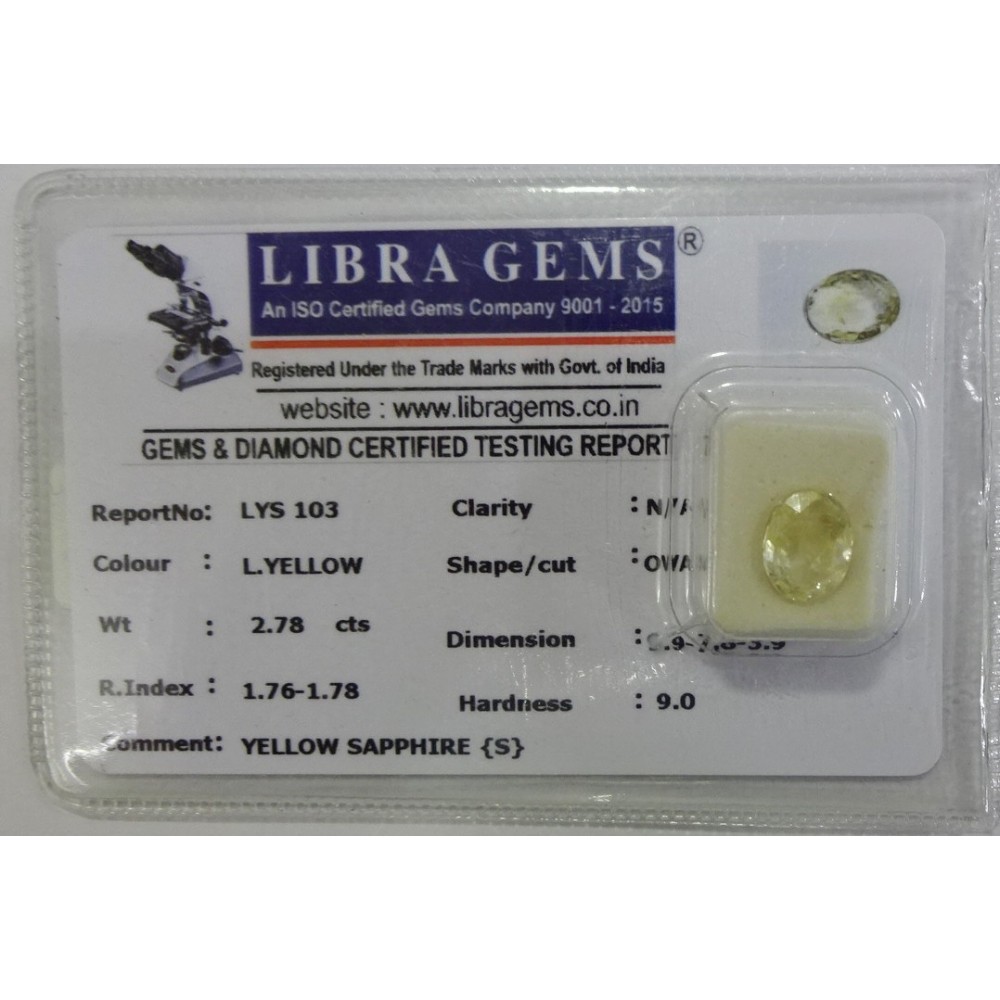 LIBRA GEMS ®
An ISO Certified Gems Company 9001 - 2015
Registered Under the Trade Marks with Govt. of India
website : www.libragems.co.in
GEMS & DIAMOND CERTIFIED TESTING REPORT
ReportNo: LYS 103 Clarity :
Colour : L.YELLOW Shape/cut :
Wt : 2.78 cts Dimension :
R.Index : 1.76-1.78 Hardness : 9.0
Comment: YELLOW SAPPHIRE {S}